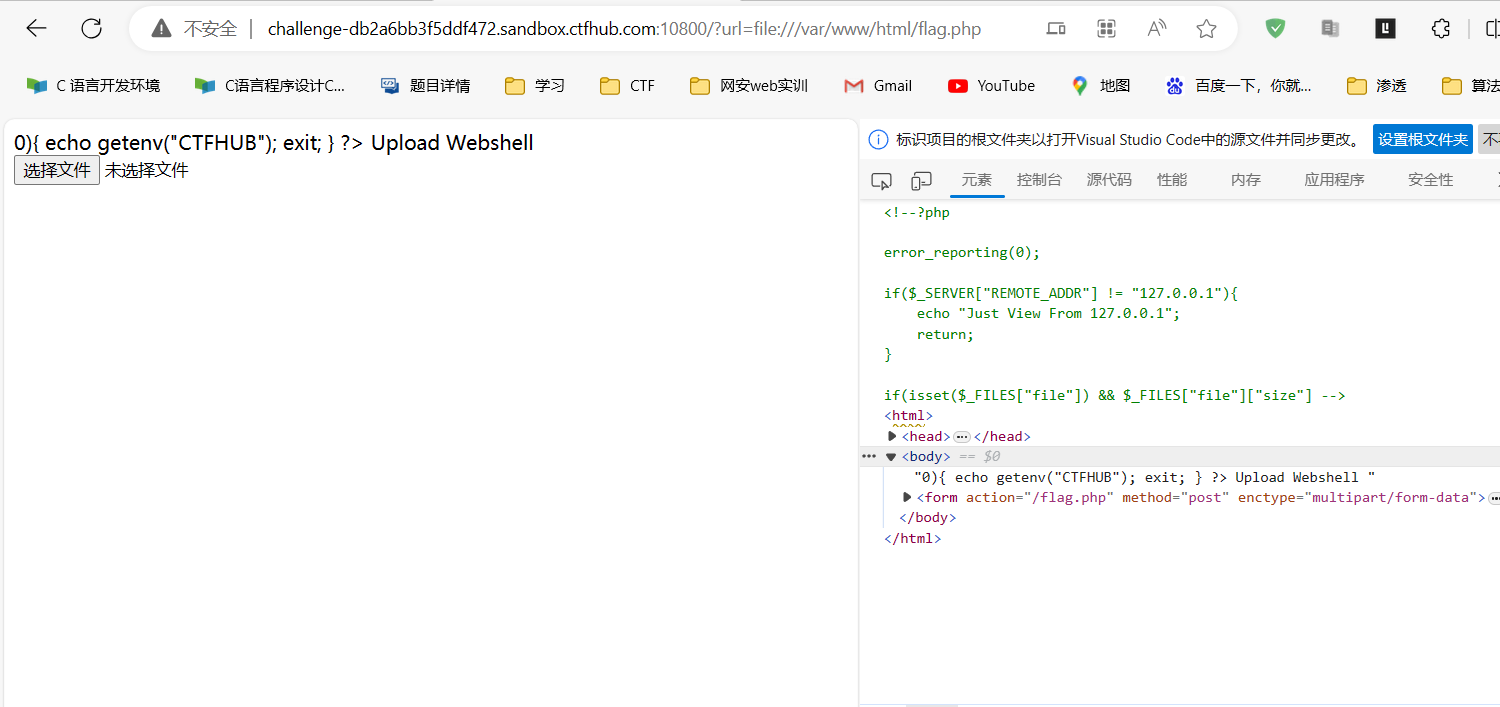 不安全 challenge-db2a6bb3f5ddf472.sandbox.ctfhub.com:10800/?url=file:///var/www/html/flag.php
C 语言开发环境 C语言程序设计C... 题目详情 学习 CTF 网安web实训 Gmail YouTube 地图 百度一下，你就... 渗透 算法
0){ echo getenv("CTFHUB"); exit; } ?> Upload Webshell
选择文件 未选择文件
标识项目的根文件夹以打开Visual Studio Code中的源文件并同步更改。 设置根文件夹 不
元素 控制台 源代码 性能 内存 应用程序 安全性
<!--?php
error_reporting(0);
if($_SERVER["REMOTE_ADDR"] != "127.0.0.1"){
echo "Just View From 127.0.0.1";
return;
}
if(isset($_FILES["file"]) && $_FILES["file"]["size"] -->
<html>
<head>…</head>
<body> == $0
"0){ echo getenv("CTFHUB"); exit; } ?> Upload Webshell "
<form action="/flag.php" method="post" enctype="multipart/form-data">
</body>
</html>